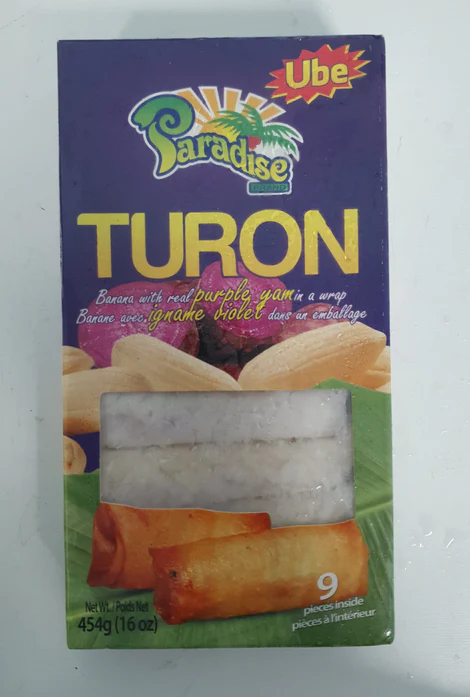 Ube
Paradise
TURON
Banana with real purple yam in a wrap
Banane avec igname violet dans un emballage
9
pieces inside
pièces à l'intérieur
Net Wt. / Poids Net
454g (16 oz)